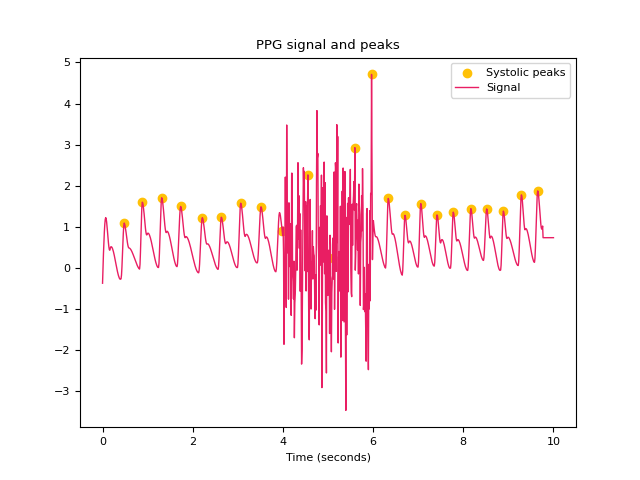 PPG signal and peaks
Systolic peaks
Signal
5
4
3
2
1
0
−1
−2
−3
0 2 4 6 8 10
Time (seconds)